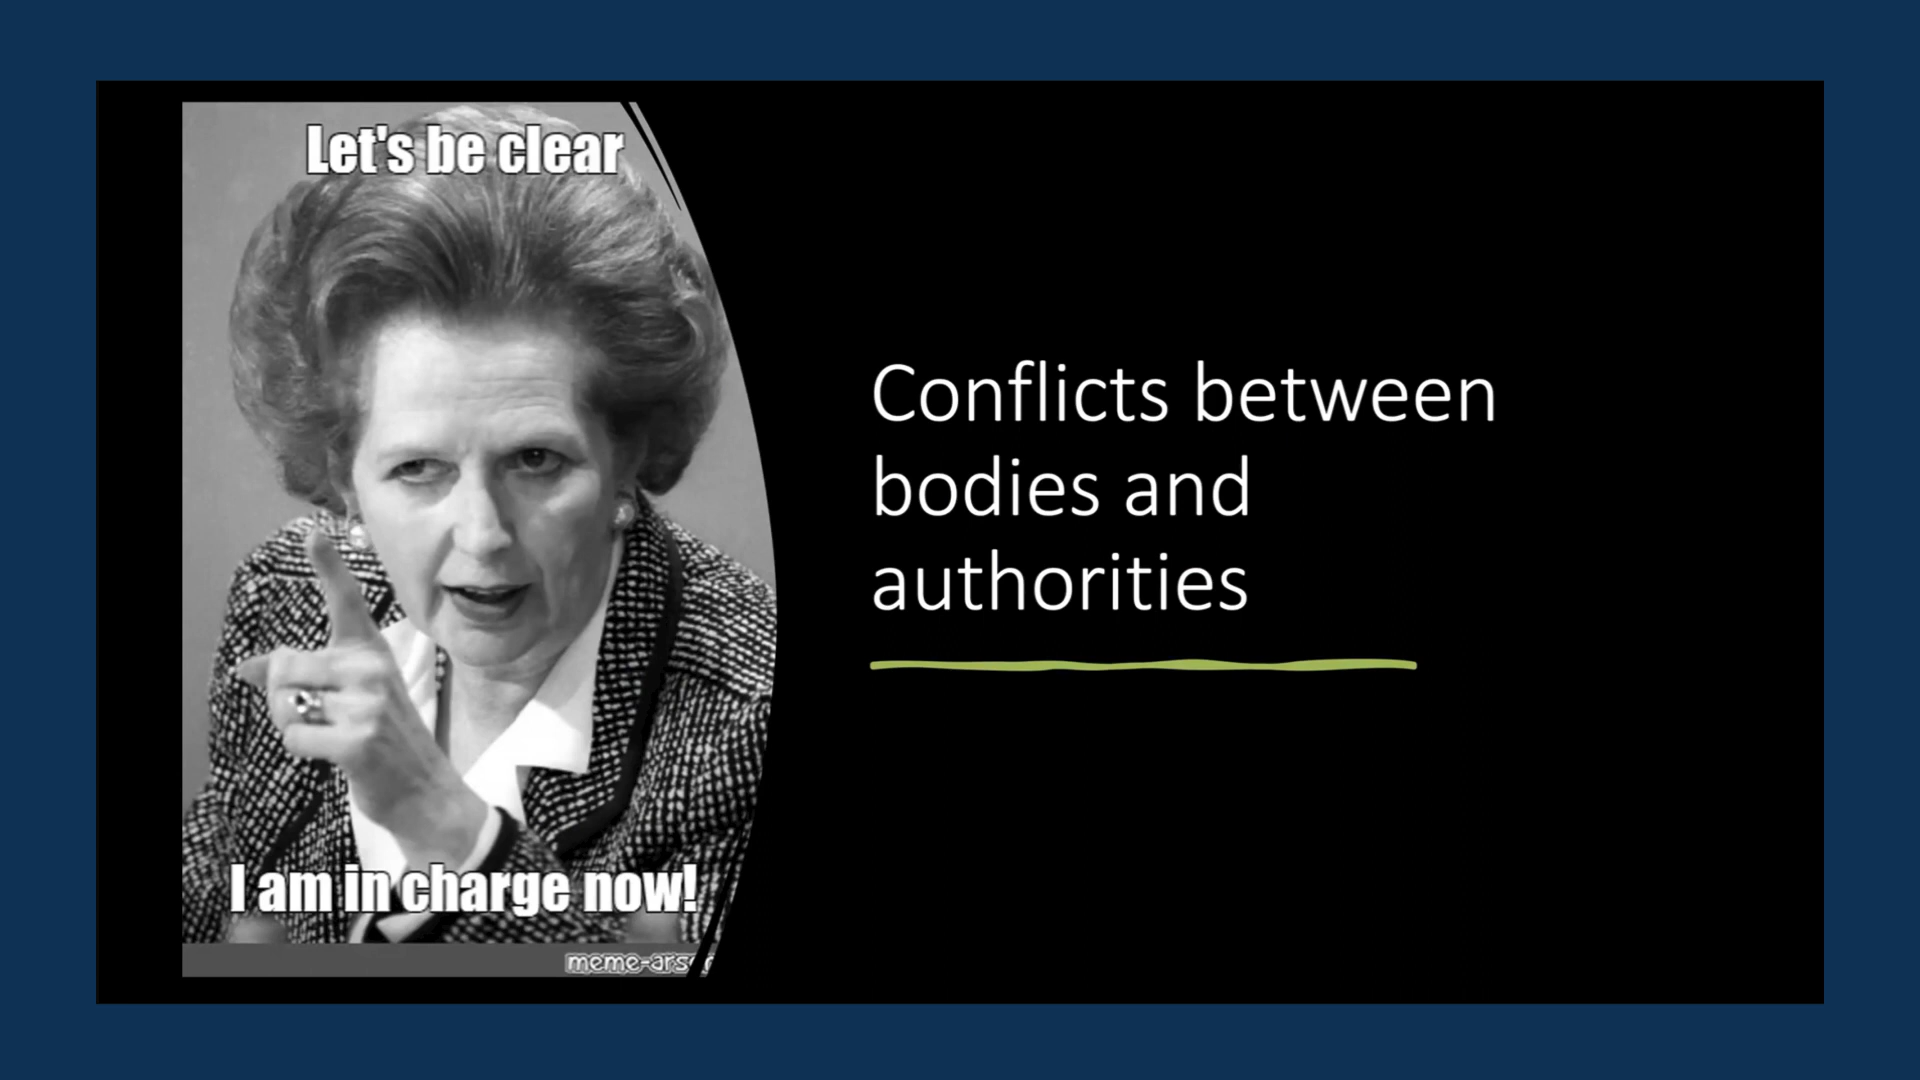 Let's be clear
I am in charge now!
Conflicts between
bodies and
authorities